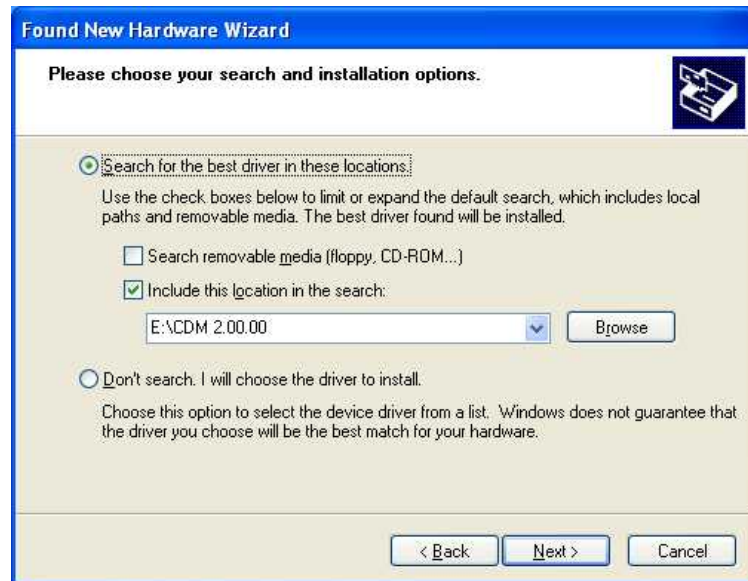 Found New Hardware Wizard
Please choose your search and installation options.
Search for the best driver in these locations.
Use the check boxes below to limit or expand the default search, which includes local
paths and removable media. The best driver found will be installed.
Search removable media (floppy, CD-ROM...)
Include this location in the search:
E:\CDM 2.00.00
Browse
Don't search. I will choose the driver to install.
Choose this option to select the device driver from a list. Windows does not guarantee that
the driver you choose will be the best match for your hardware.
< Back
Next >
Cancel